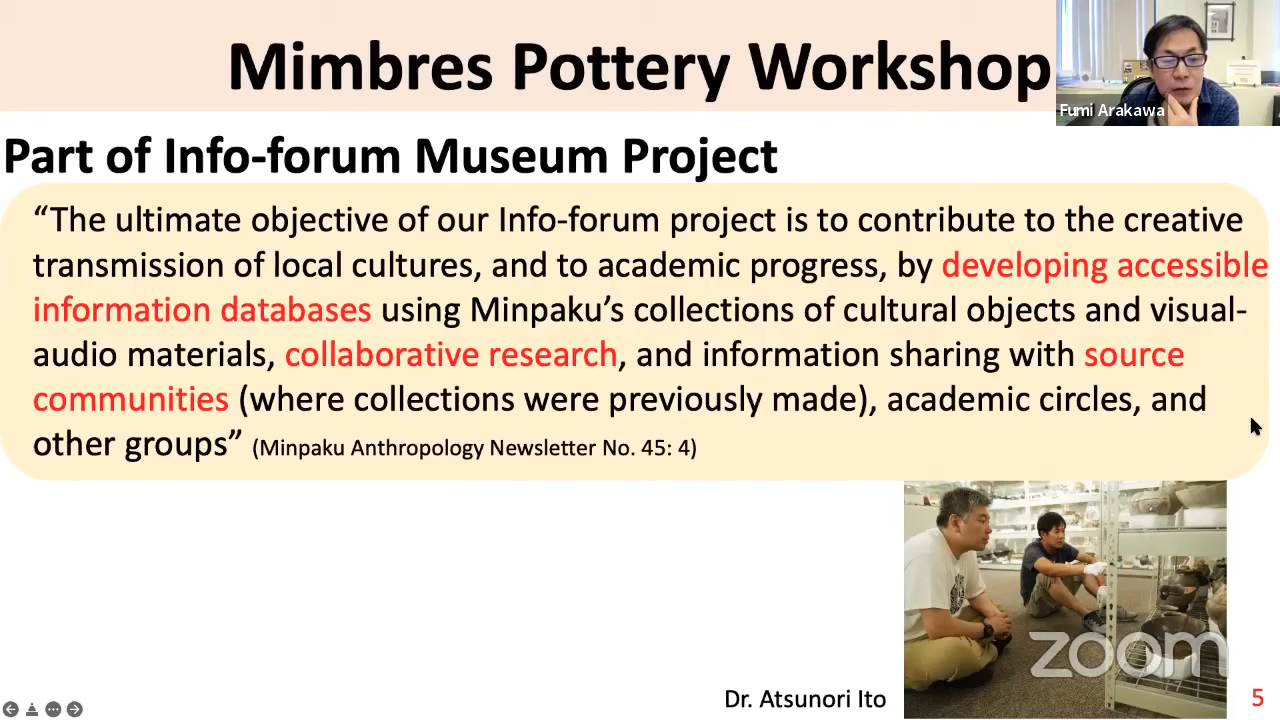 Mimbres Pottery Workshop
Fumi Arakawa
Part of Info-forum Museum Project
“The ultimate objective of our Info-forum project is to contribute to the creative
transmission of local cultures, and to academic progress, by developing accessible
information databases using Minpaku’s collections of cultural objects and visual-
audio materials, collaborative research, and information sharing with source
communities (where collections were previously made), academic circles, and
other groups” (Minpaku Anthropology Newsletter No. 45: 4)
zoom
Dr. Atsunori Ito
5